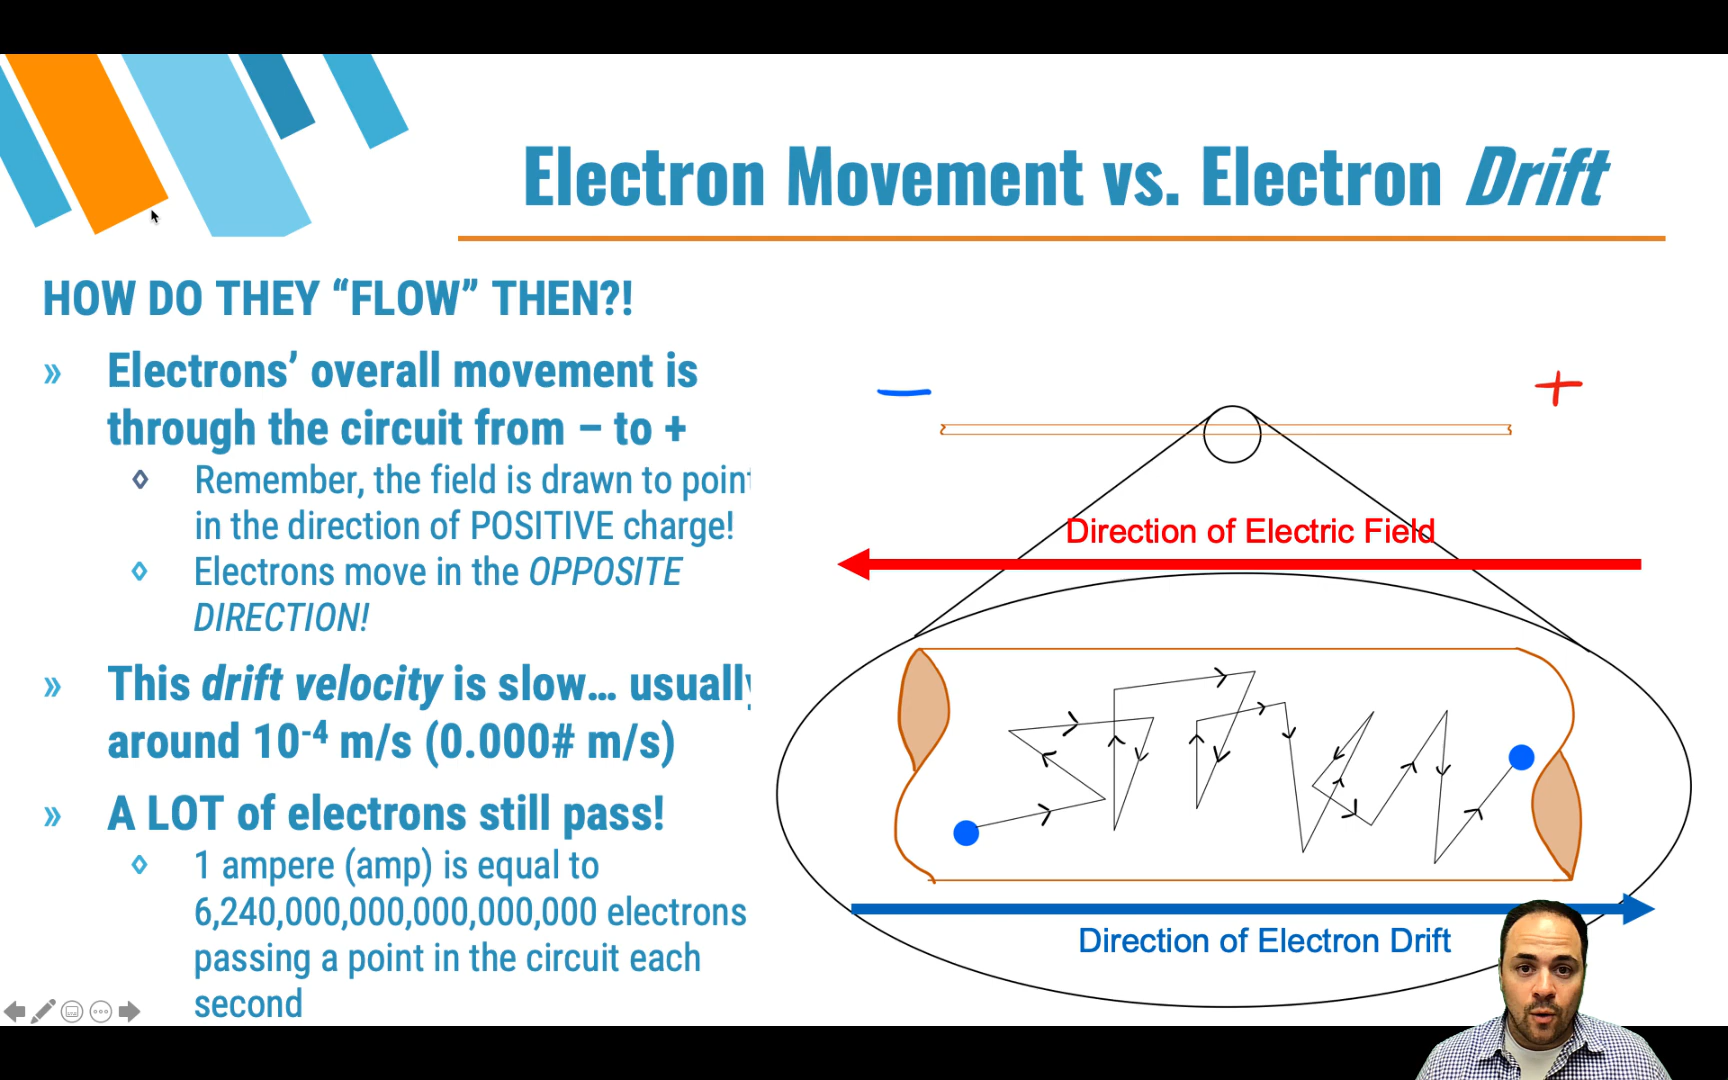 Electron Movement vs. Electron Drift
HOW DO THEY “FLOW” THEN?!
» Electrons’ overall movement is
through the circuit from – to +
◊ Remember, the field is drawn to point
in the direction of POSITIVE charge!
◊ Electrons move in the OPPOSITE
DIRECTION!
» This drift velocity is slow... usually
around 10⁻⁴ m/s (0.000# m/s)
» A LOT of electrons still pass!
◊ 1 ampere (amp) is equal to
6,240,000,000,000,000,000 electrons
passing a point in the circuit each
second
– +
Direction of Electric Field
Direction of Electron Drift